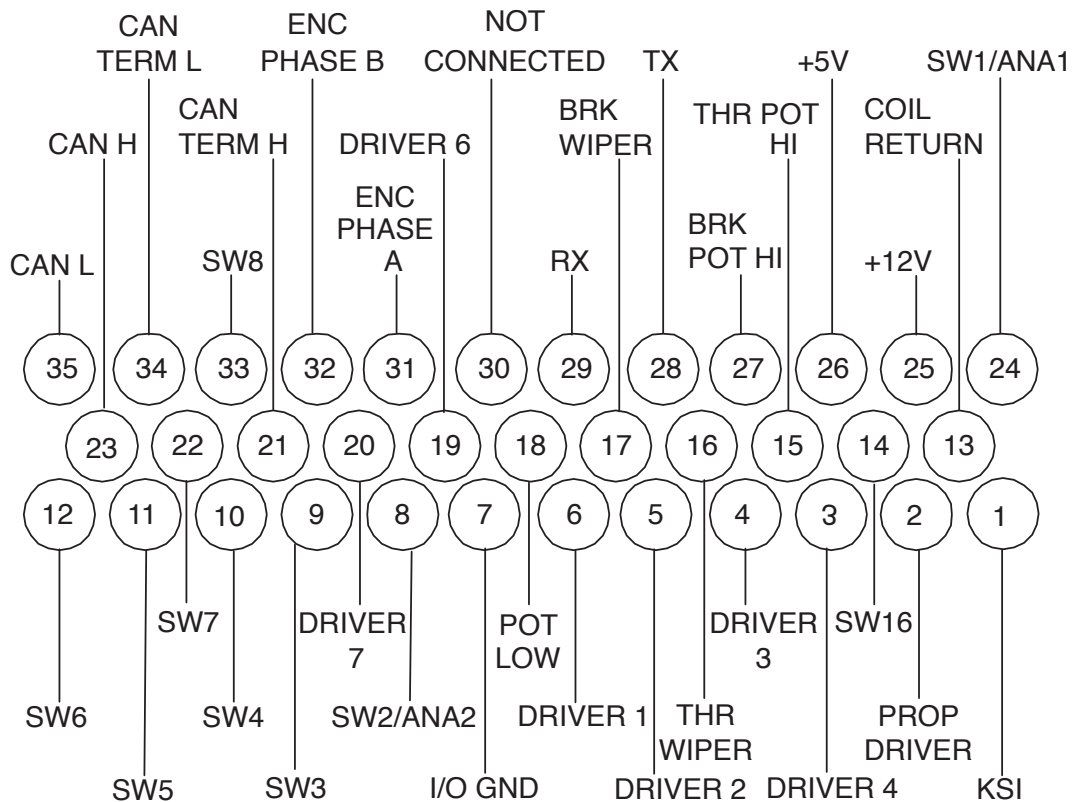 CAN
TERM L
ENC
PHASE B
NOT
CONNECTED
TX
+5V
SW1/ANA1
CAN H
CAN
TERM H
DRIVER 6
BRK
WIPER
THR POT
HI
COIL
RETURN
CAN L
SW8
ENC
PHASE
A
RX
BRK
POT HI
+12V
35 34 33 32 31 30 29 28 27 26 25 24
23 22 21 20 19 18 17 16 15 14 13
12 11 10 9 8 7 6 5 4 3 2 1
SW7
DRIVER
7
POT
LOW
DRIVER
3
SW16
SW6
SW4
SW2/ANA2
DRIVER 1
THR
WIPER
PROP
DRIVER
SW5
SW3
I/O GND
DRIVER 2
DRIVER 4
KSI